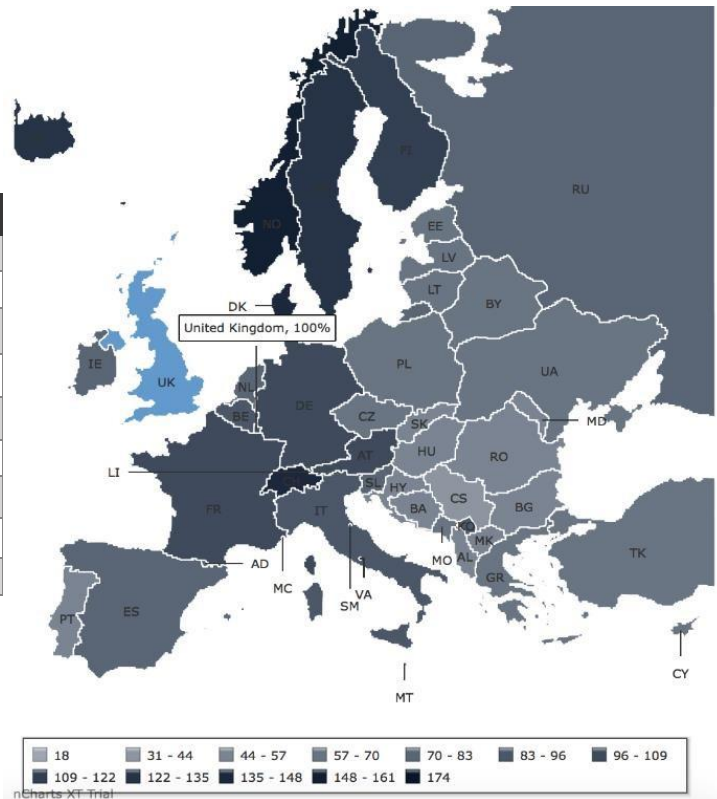 FI
NO
RU
EE
LV
DK
LT
BY
United Kingdom, 100%
IE
NL
PL
UK
UA
BE
DE
CZ
SK
MD
LI
AT
HU
RO
CH
SL
HY
FR
IT
BA
CS
BG
KO
MK
AD
MO
AL
TK
MC
VA
GR
SM
PT
ES
CY
MT
18
31 - 44
44 - 57
57 - 70
70 - 83
83 - 96
96 - 109
109 - 122
122 - 135
135 - 148
148 - 161
174
nCharts XT Trial